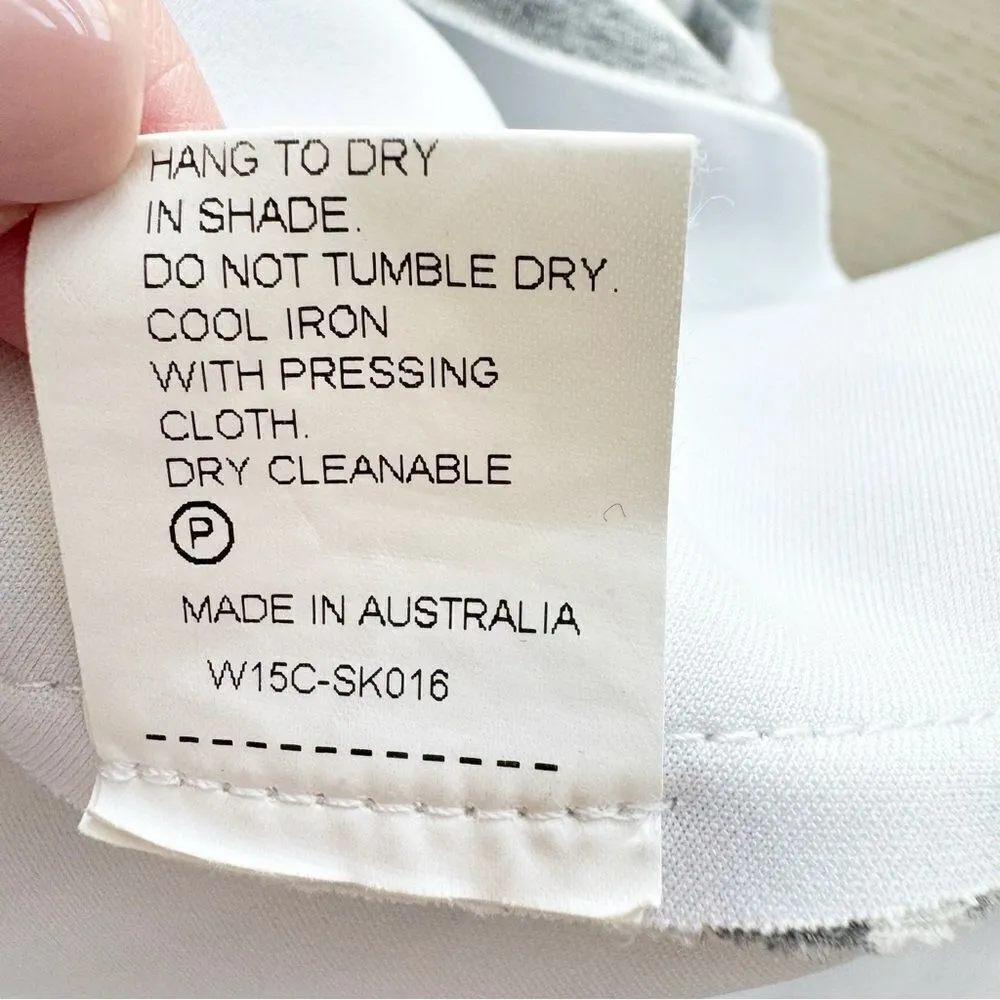 HANG TO DRY
IN SHADE.
DO NOT TUMBLE DRY.
COOL IRON
WITH PRESSING
CLOTH.
DRY CLEANABLE
P
MADE IN AUSTRALIA
W15C-SK016